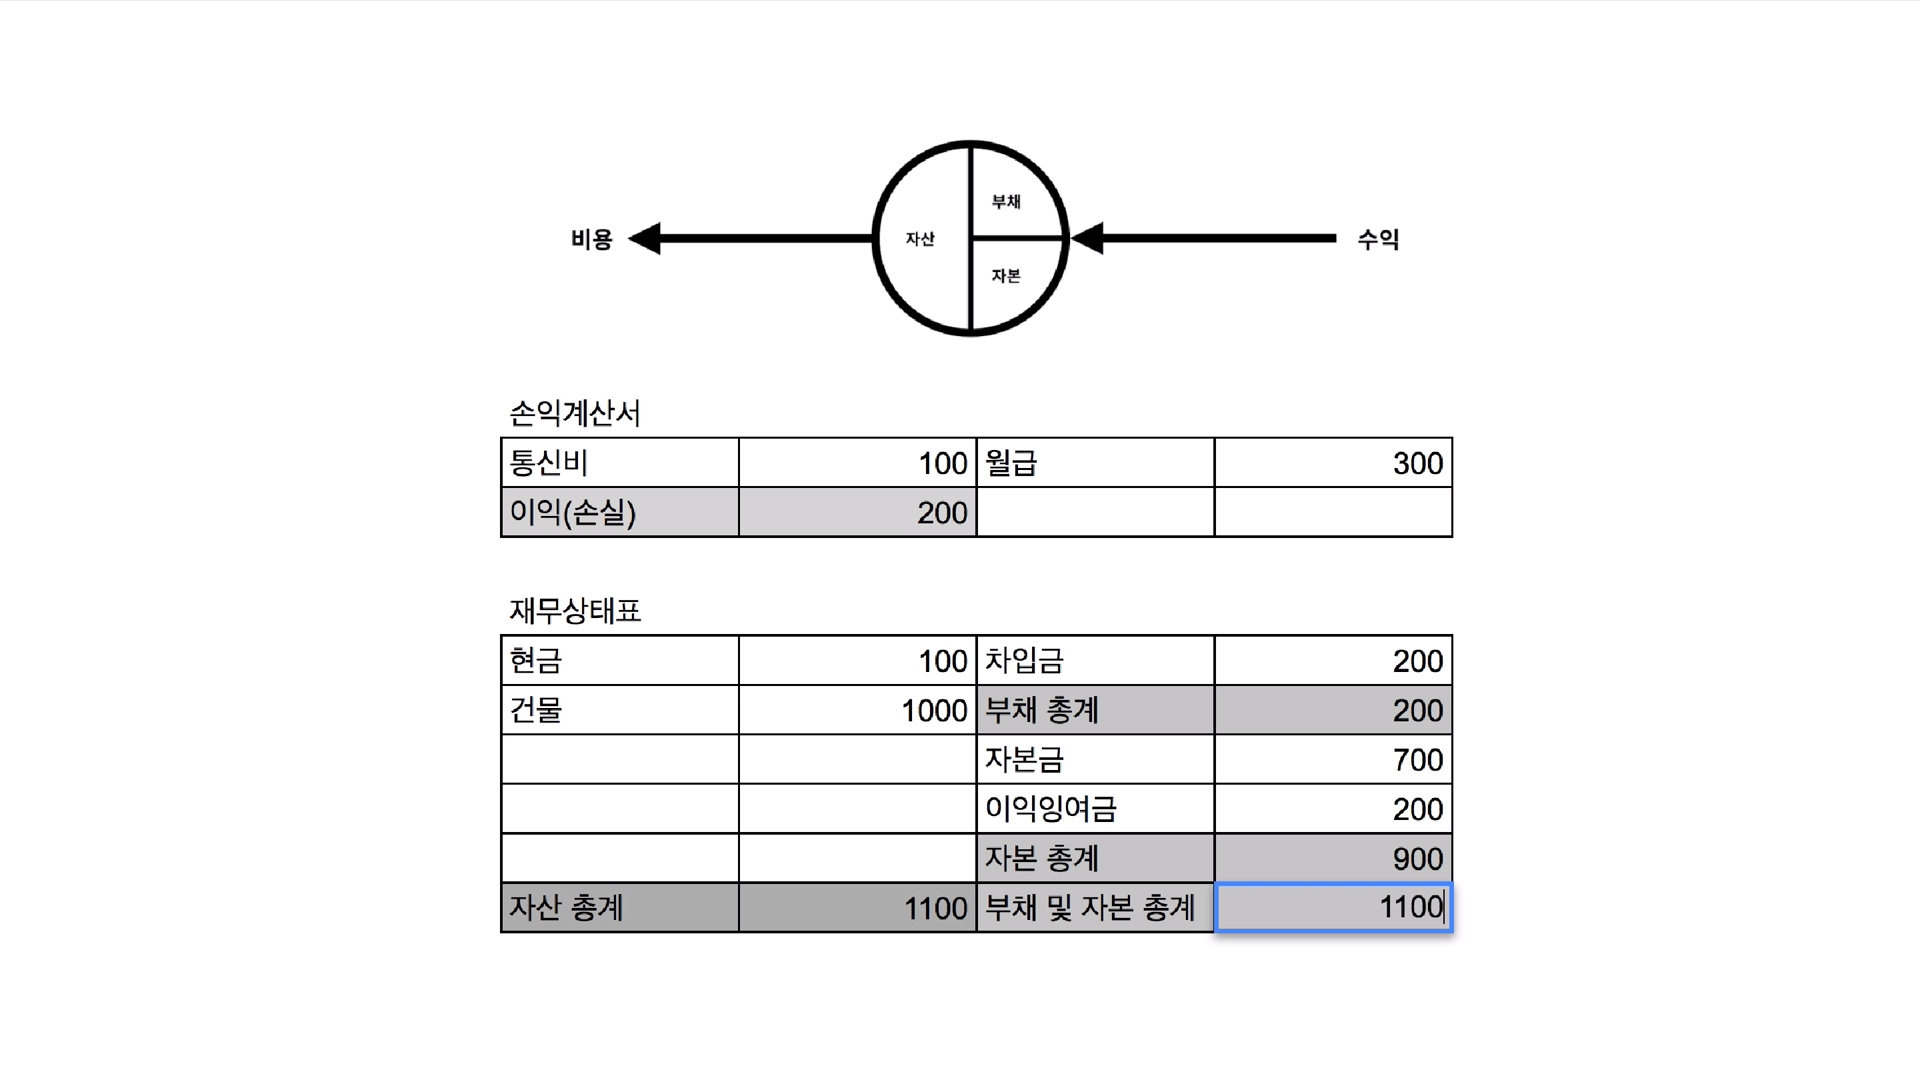 부채
비용
자산
수익
자본
손익계산서
통신비 100 월급 300
이익(손실) 200
재무상태표
현금 100 차입금 200
건물 1000 부채 총계 200
자본금 700
이익잉여금 200
자본 총계 900
자산 총계 1100 부채 및 자본 총계 1100